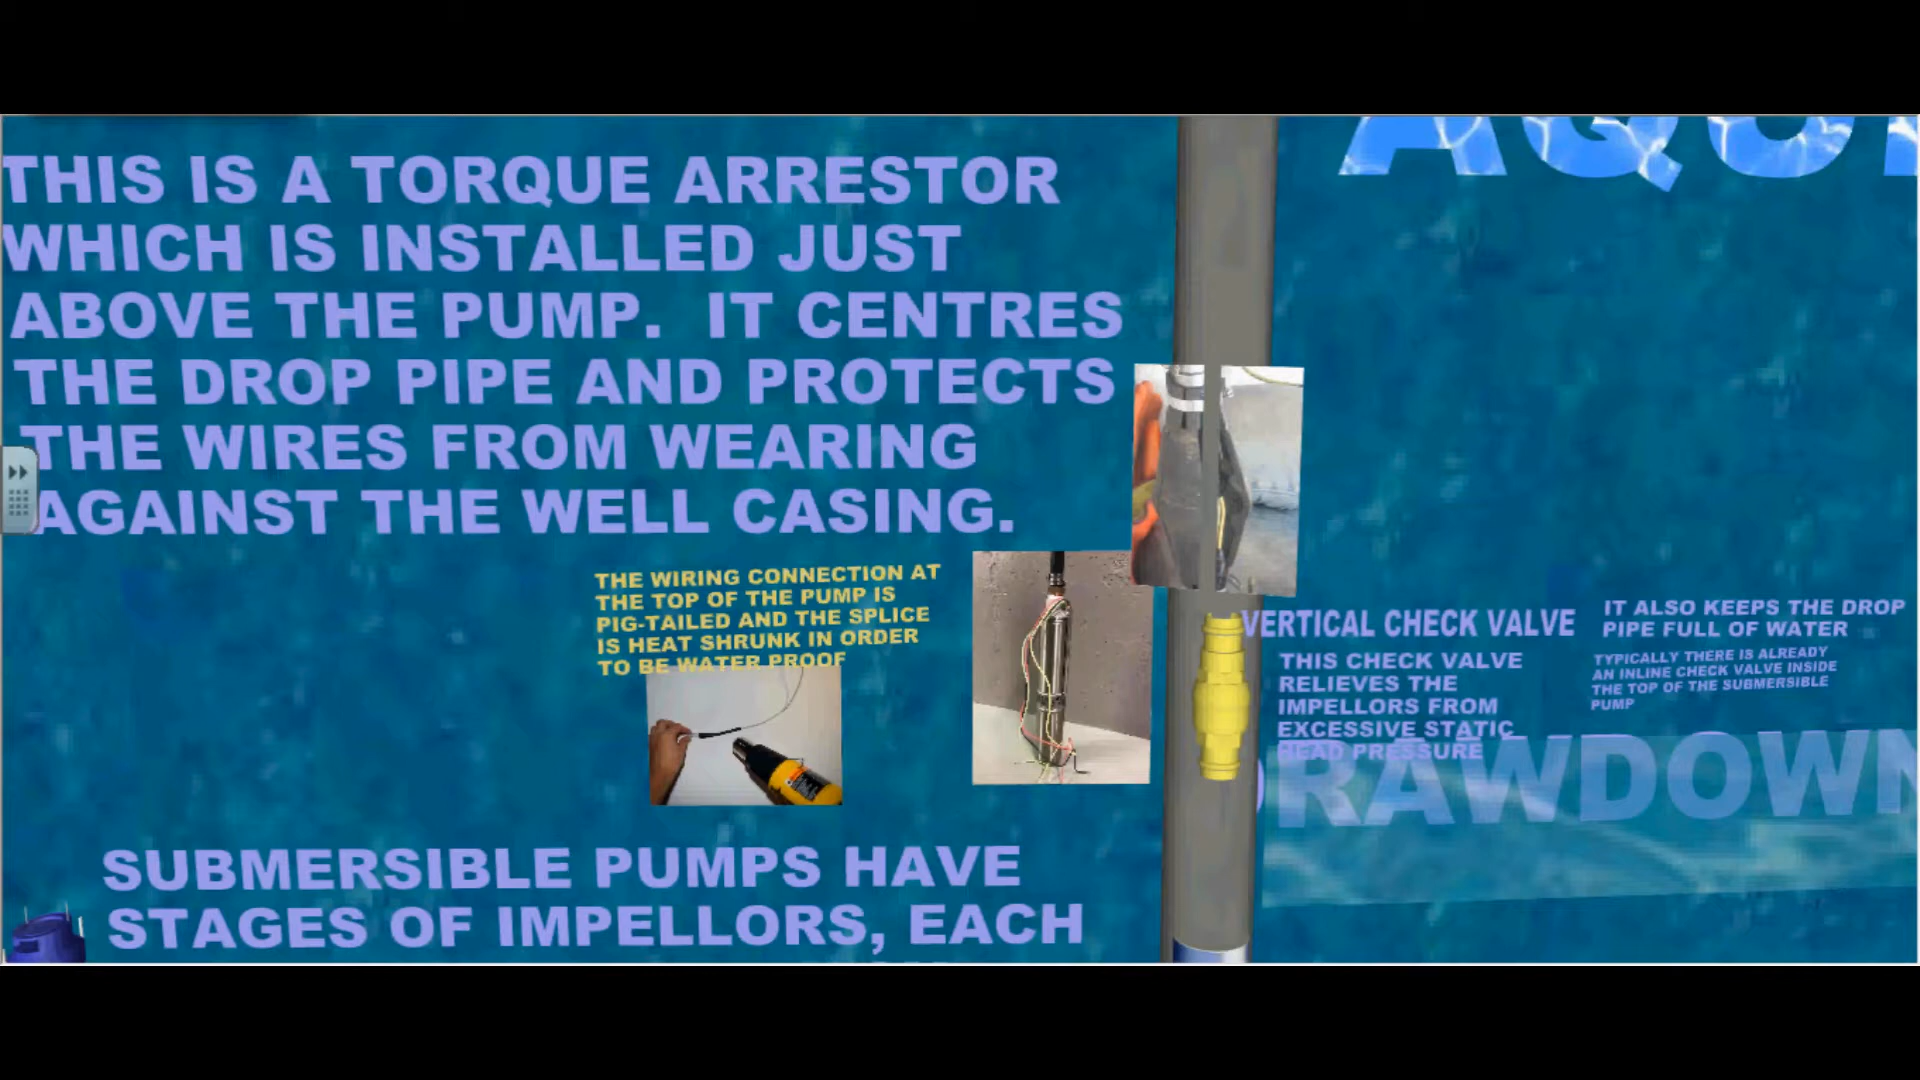 THIS IS A TORQUE ARRESTOR
WHICH IS INSTALLED JUST
ABOVE THE PUMP. IT CENTRES
THE DROP PIPE AND PROTECTS
THE WIRES FROM WEARING
AGAINST THE WELL CASING.
THE WIRING CONNECTION AT
THE TOP OF THE PUMP IS
PIG-TAILED AND THE SPLICE
IS HEAT SHRUNK IN ORDER
TO BE WATER PROOF
SUBMERSIBLE PUMPS HAVE
STAGES OF IMPELLORS, EACH
VERTICAL CHECK VALVE
THIS CHECK VALVE
RELIEVES THE
IMPELLORS FROM
EXCESSIVE STATIC
HEAD PRESSURE
IT ALSO KEEPS THE DROP
PIPE FULL OF WATER
TYPICALLY THERE IS ALREADY
AN INLINE CHECK VALVE INSIDE
THE TOP OF THE SUBMERSIBLE
PUMP
DRAWDOWN